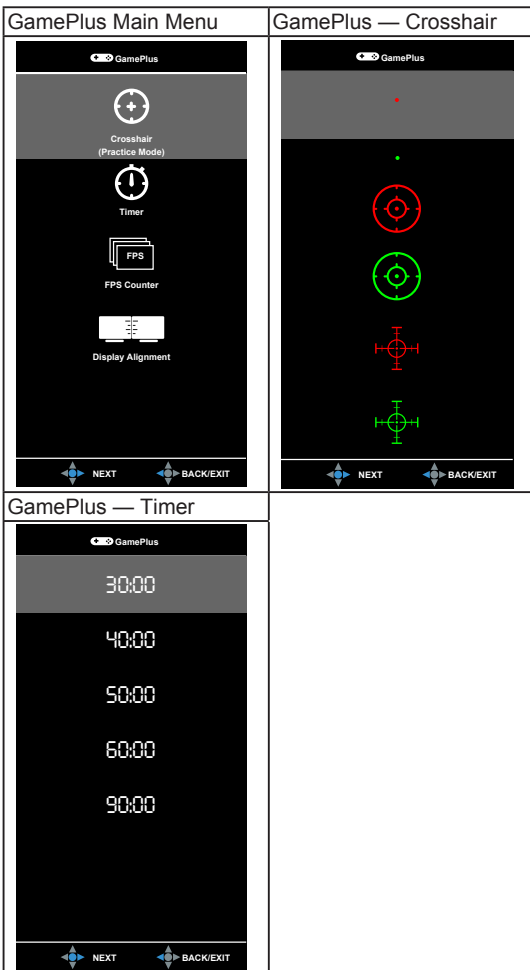 GamePlus Main Menu
GamePlus — Crosshair
GamePlus
Crosshair
(Practice Mode)
Timer
FPS
FPS Counter
Display Alignment
NEXT BACK/EXIT
GamePlus
NEXT BACK/EXIT
GamePlus — Timer
GamePlus
30:00
40:00
50:00
60:00
90:00
NEXT BACK/EXIT